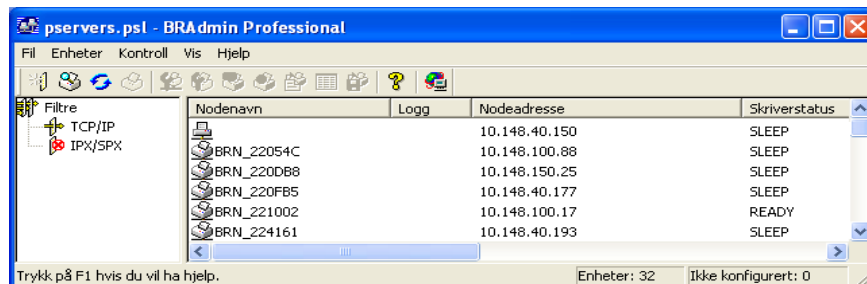 pservers.psl - BRAdmin Professional
Fil Enheter Kontroll Vis Hjelp
Filtre
TCP/IP
IPX/SPX
Nodenavn Logg Nodeadresse Skriverstatus
10.148.40.150 SLEEP
BRN_22054C 10.148.100.88 SLEEP
BRN_220DB8 10.148.150.25 SLEEP
BRN_220FB5 10.148.40.177 SLEEP
BRN_221002 10.148.100.17 READY
BRN_224161 10.148.40.193 SLEEP
Trykk på F1 hvis du vil ha hjelp. Enheter: 32 Ikke konfigurert: 0